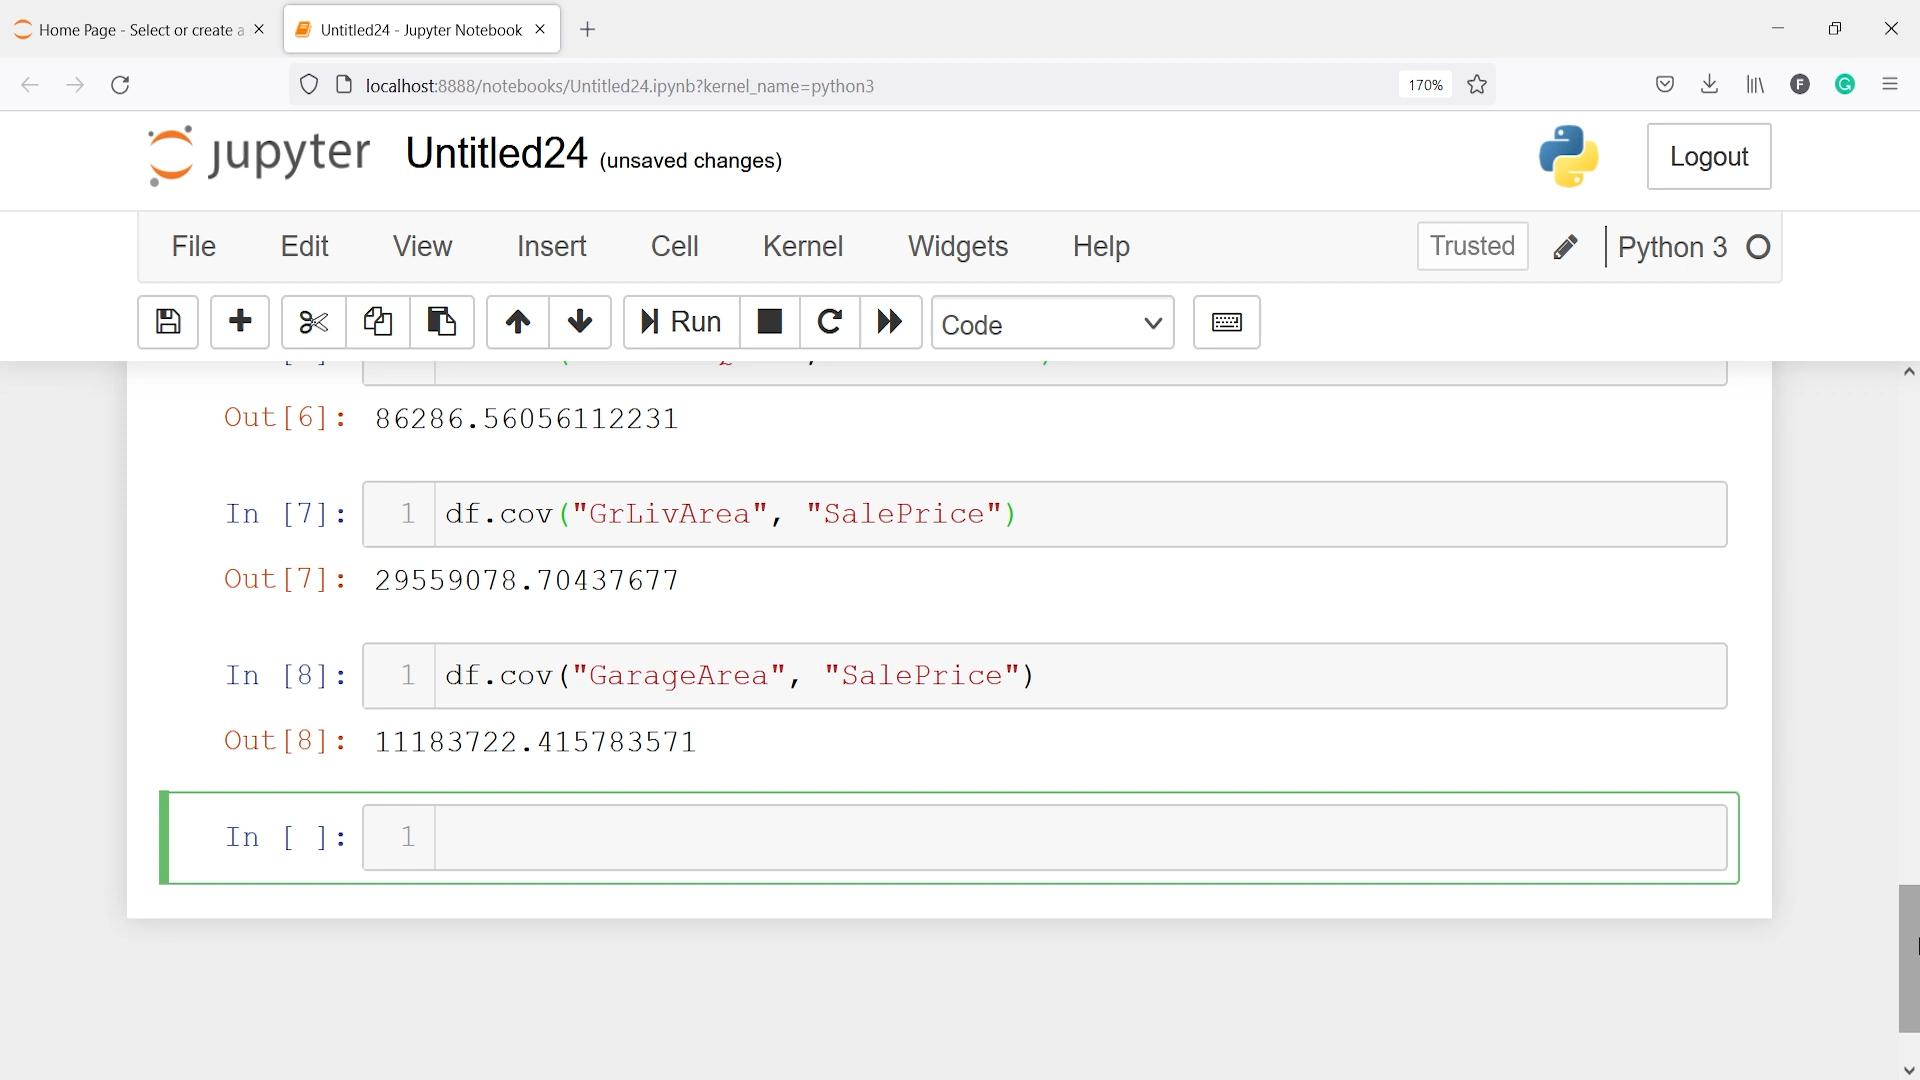 Home Page - Select or create a
Untitled24 - Jupyter Notebook
localhost:8888/notebooks/Untitled24.ipynb?kernel_name=python3
170%
F
G
jupyter Untitled24 (unsaved changes)
Logout
File Edit View Insert Cell Kernel Widgets Help
Trusted
Python 3
Run
Code
Out[6]: 86286.56056112231
In [7]: 1 df.cov("GrLivArea", "SalePrice")
Out[7]: 29559078.70437677
In [8]: 1 df.cov("GarageArea", "SalePrice")
Out[8]: 11183722.415783571
In [ ]: 1